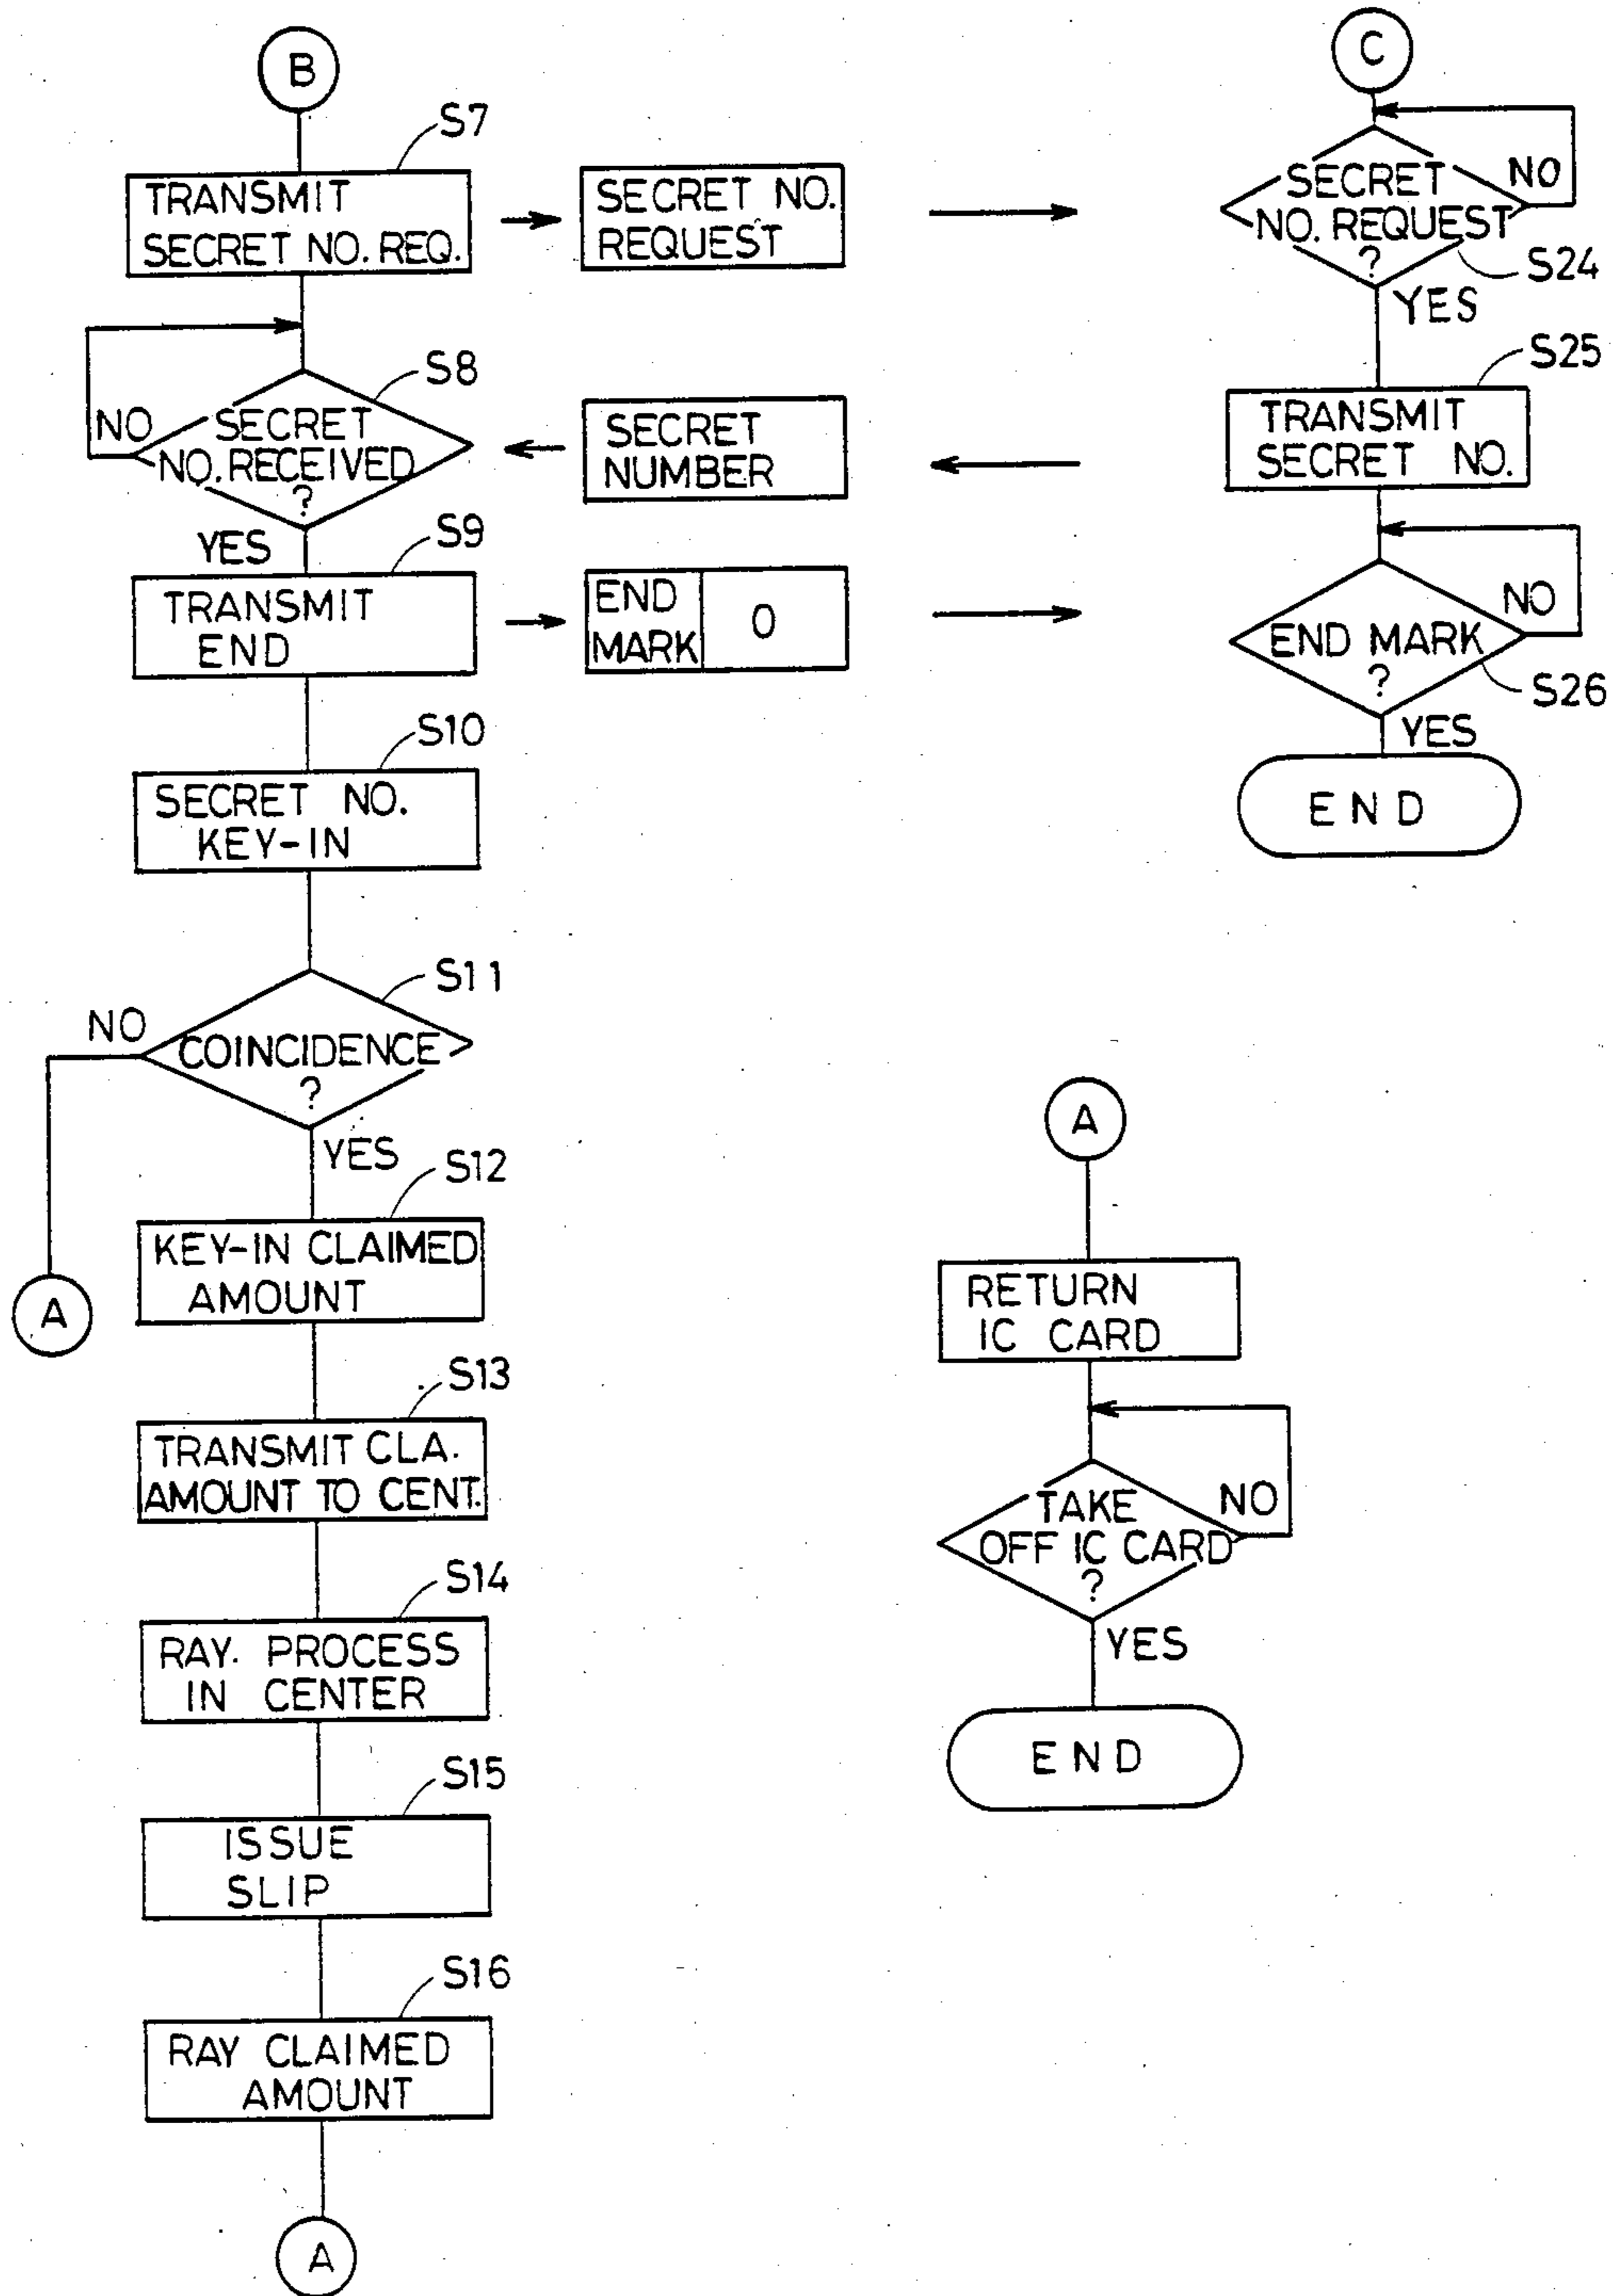 B
S7
TRANSMIT
SECRET NO. REQ.
SECRET NO.
REQUEST
S8
NO
SECRET
NO. RECEIVED
?
YES
SECRET
NUMBER
S9
TRANSMIT
END
END
MARK
0
S10
SECRET NO.
KEY-IN
S11
NO
COINCIDENCE
?
YES
S12
KEY-IN CLAIMED
AMOUNT
A
S13
TRANSMIT CLA.
AMOUNT TO CENT.
S14
RAY. PROCESS
IN CENTER
S15
ISSUE
SLIP
S16
RAY CLAIMED
AMOUNT
A
C
SECRET
NO. REQUEST
?
NO
S24
YES
S25
TRANSMIT
SECRET NO.
NO
END MARK
?
S26
YES
END
A
RETURN
IC CARD
TAKE
OFF IC CARD
?
NO
YES
END